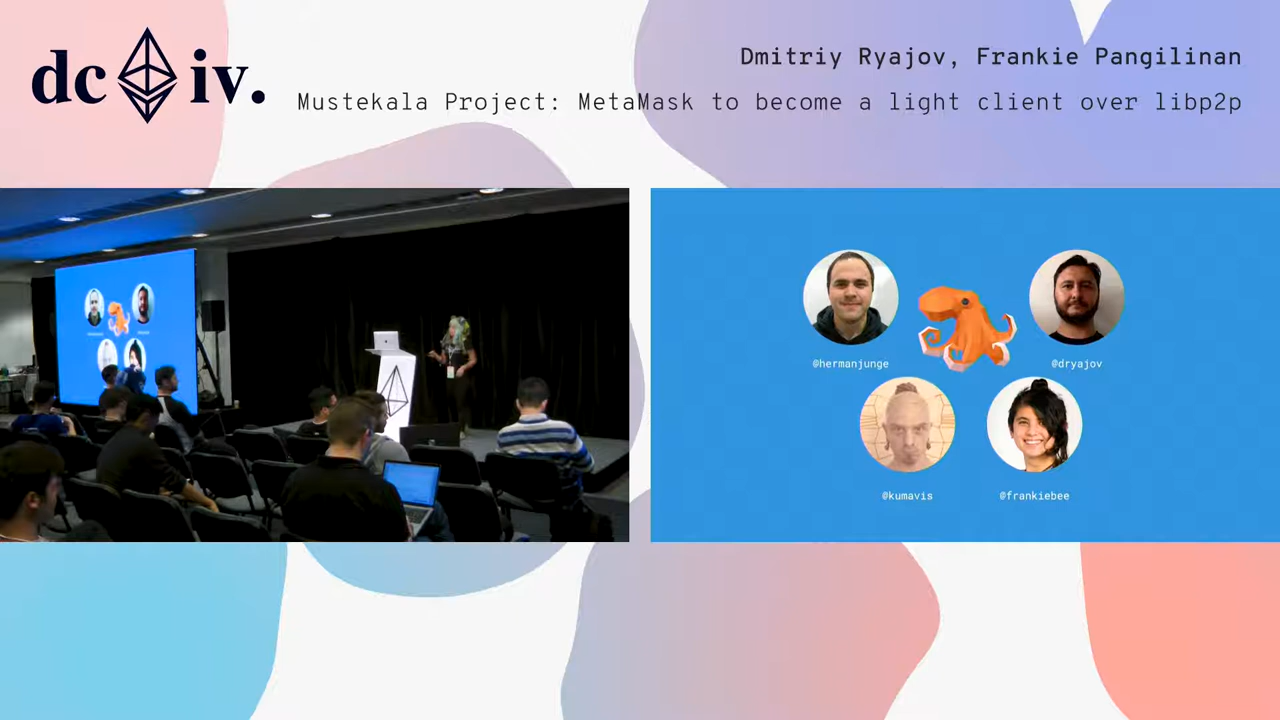 dc iv.
Dmitriy Ryajov, Frankie Pangilinan
Mustekala Project: MetaMask to become a light client over libp2p
@hermanjunge
@dryajov
@kumavis
@frankiebee